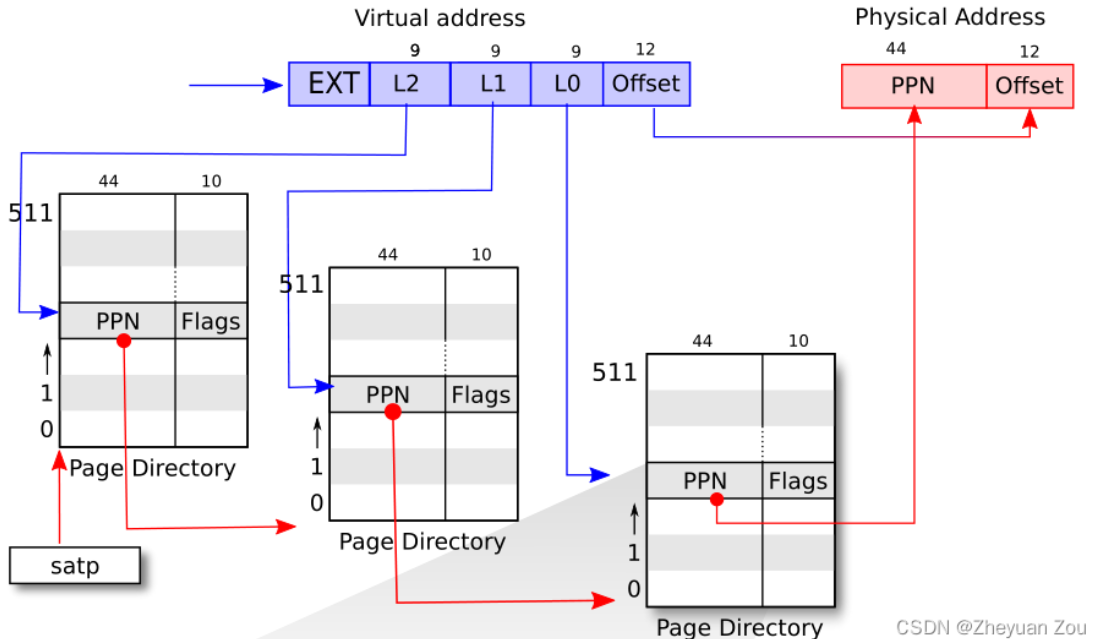 Virtual address
Physical Address
9 9 9 12
44 12
EXT L2 L1 L0 Offset
PPN Offset
44 10
511
PPN Flags
1
0
Page Directory
satp
44 10
511
PPN Flags
1
0
Page Directory
44 10
511
PPN Flags
1
0
Page Directory
CSDN @Zheyuan Zou